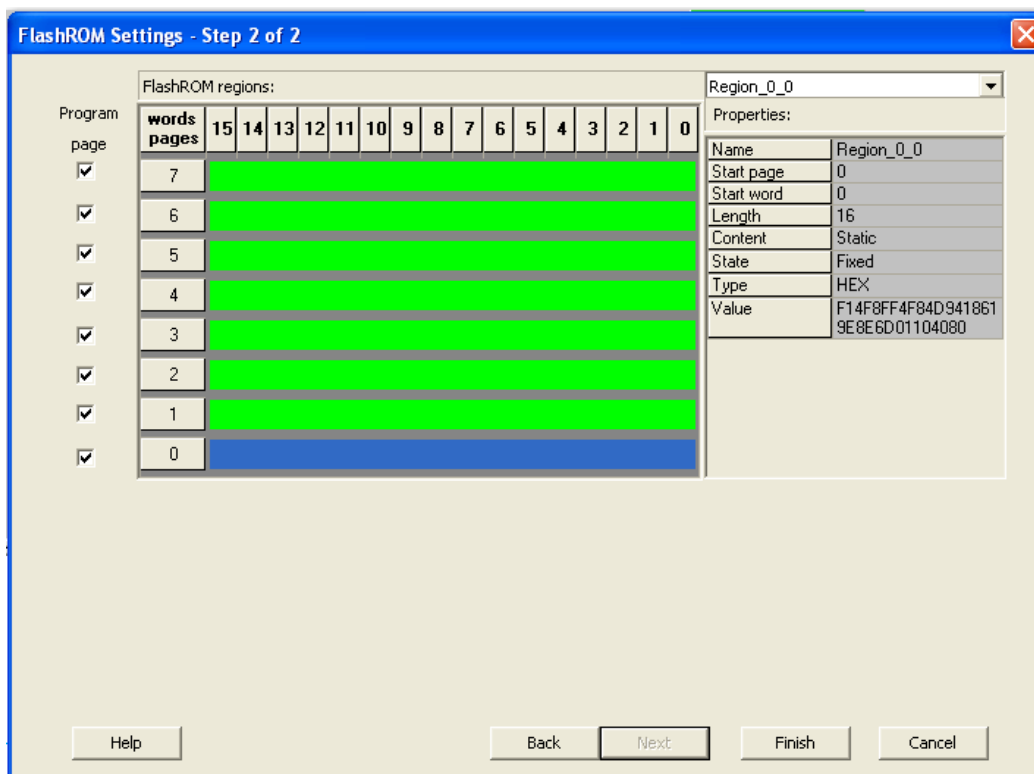 FlashROM Settings - Step 2 of 2
FlashROM regions:
Region_0_0
Program
page
words
pages
15 14 13 12 11 10 9 8 7 6 5 4 3 2 1 0
7
6
5
4
3
2
1
0
Properties:
Name Region_0_0
Start page 0
Start word 0
Length 16
Content Static
State Fixed
Type HEX
Value F14F8FF4F84D941861
9E8E6D01104080
Help Back Next Finish Cancel